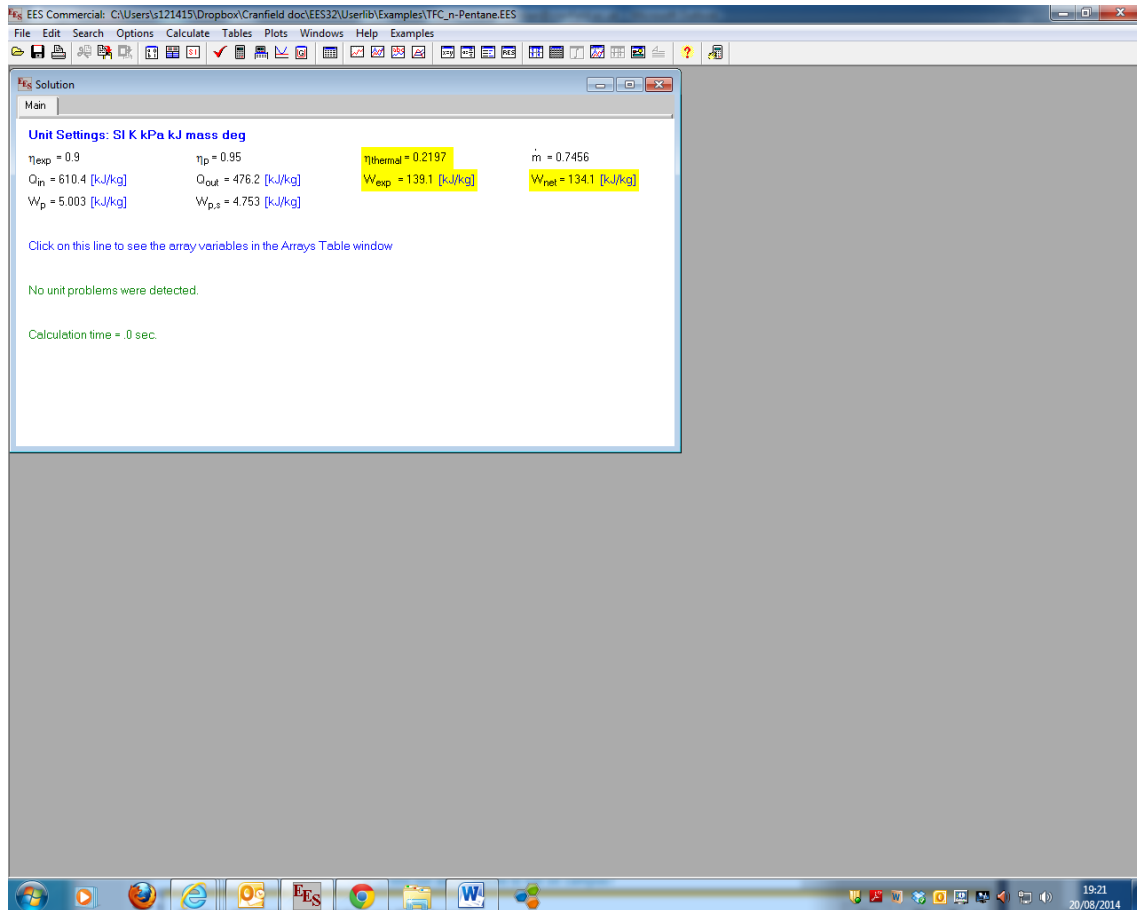 EES Commercial: C:\Users\s121415\Dropbox\Cranfield doc\EES32\Userlib\Examples\TFC_n-Pentane.EES
File Edit Search Options Calculate Tables Plots Windows Help Examples
EES Solution
Main
Unit Settings: SI K kPa kJ mass deg
ηexp = 0.9 ηp = 0.95 ηthermal = 0.2197 ṁ = 0.7456
Qin = 610.4 [kJ/kg] Qout = 476.2 [kJ/kg] Wexp = 139.1 [kJ/kg] Wnet = 134.1 [kJ/kg]
Wp = 5.003 [kJ/kg] Wp,s = 4.753 [kJ/kg]
Click on this line to see the array variables in the Arrays Table window
No unit problems were detected.
Calculation time = .0 sec.
EES
19:21
20/08/2014